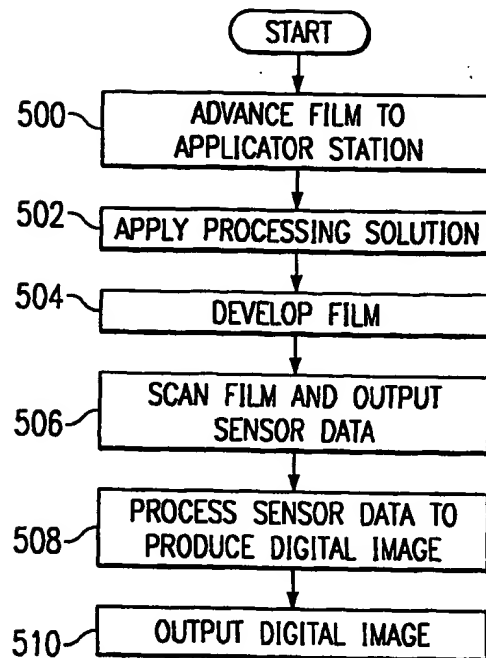 START
500
ADVANCE FILM TO
APPLICATOR STATION
502
APPLY PROCESSING SOLUTION
504
DEVELOP FILM
506
SCAN FILM AND OUTPUT
SENSOR DATA
508
PROCESS SENSOR DATA TO
PRODUCE DIGITAL IMAGE
510
OUTPUT DIGITAL IMAGE